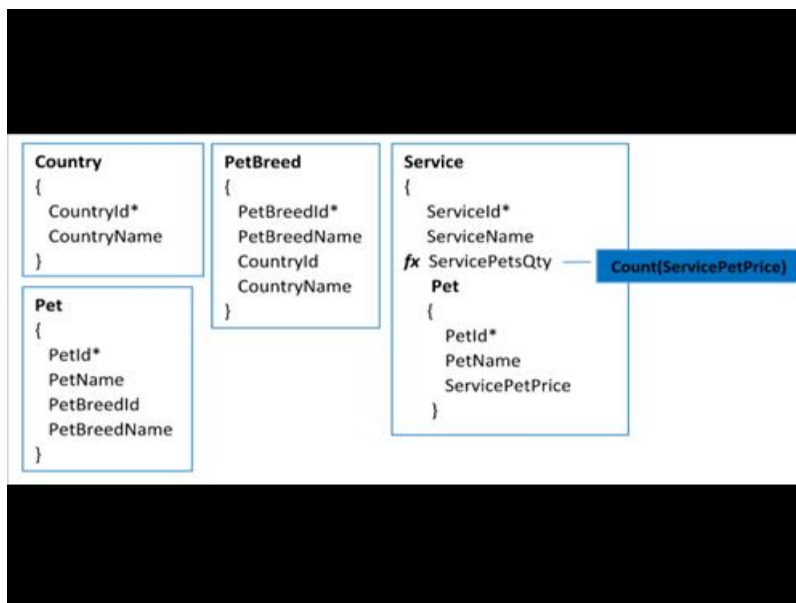 Country
{
CountryId*
CountryName
}
Pet
{
PetId*
PetName
PetBreedId
PetBreedName
}
PetBreed
{
PetBreedId*
PetBreedName
CountryId
CountryName
}
Service
{
ServiceId*
ServiceName
fx ServicePetsQty
Count(ServicePetPrice)
Pet
{
PetId*
PetName
ServicePetPrice
}